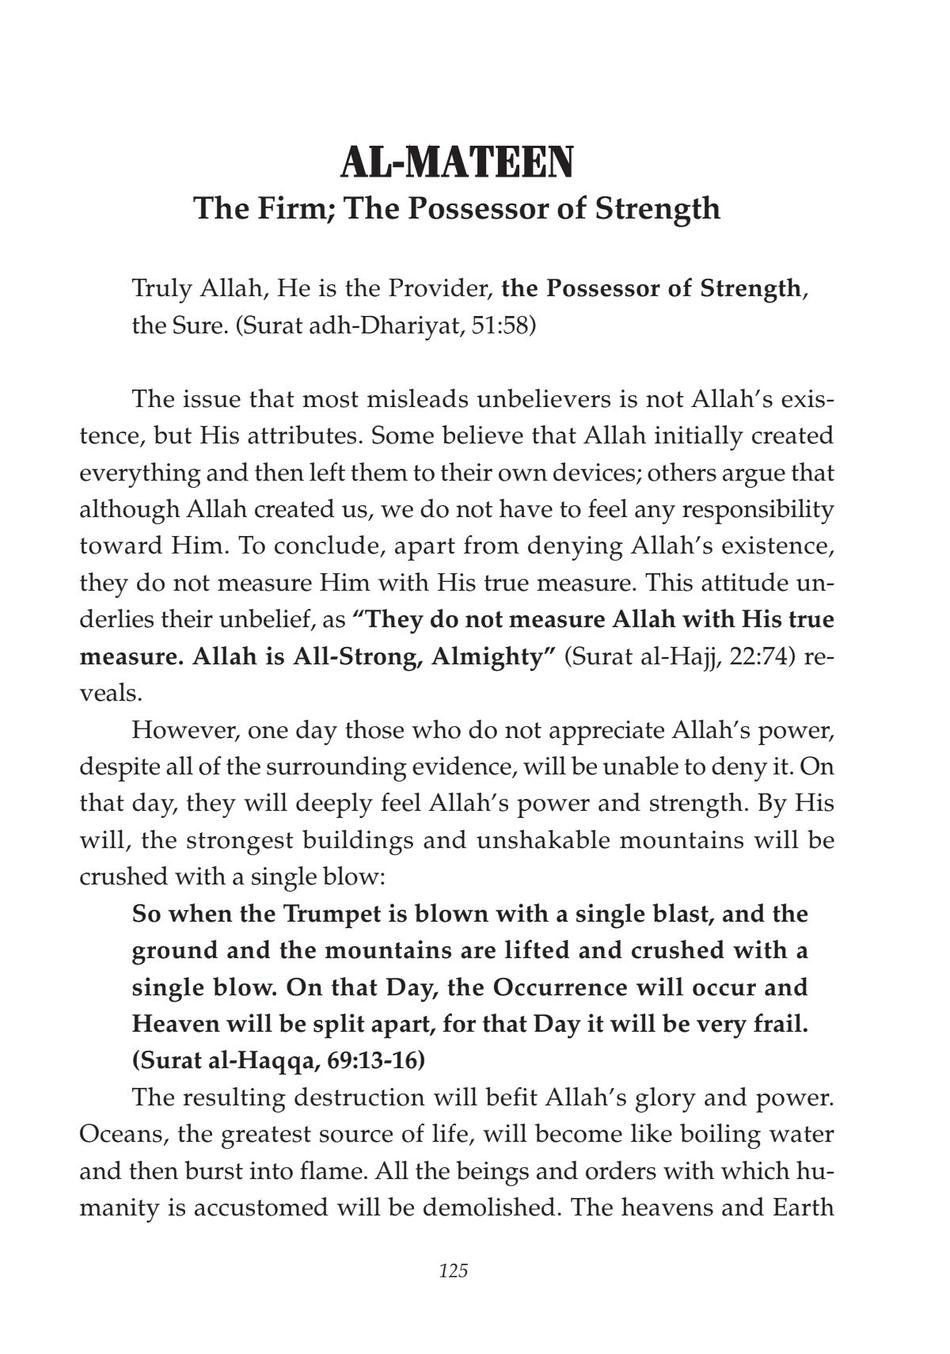 AL-MATEEN
The Firm; The Possessor of Strength
Truly Allah, He is the Provider, the Possessor of Strength,
the Sure. (Surat adh-Dhariyat, 51:58)
The issue that most misleads unbelievers is not Allah’s exis-
tence, but His attributes. Some believe that Allah initially created
everything and then left them to their own devices; others argue that
although Allah created us, we do not have to feel any responsibility
toward Him. To conclude, apart from denying Allah’s existence,
they do not measure Him with His true measure. This attitude un-
derlies their unbelief, as “They do not measure Allah with His true
measure. Allah is All-Strong, Almighty” (Surat al-Hajj, 22:74) re-
veals.
However, one day those who do not appreciate Allah’s power,
despite all of the surrounding evidence, will be unable to deny it. On
that day, they will deeply feel Allah’s power and strength. By His
will, the strongest buildings and unshakable mountains will be
crushed with a single blow:
So when the Trumpet is blown with a single blast, and the
ground and the mountains are lifted and crushed with a
single blow. On that Day, the Occurrence will occur and
Heaven will be split apart, for that Day it will be very frail.
(Surat al-Haqqa, 69:13-16)
The resulting destruction will befit Allah’s glory and power.
Oceans, the greatest source of life, will become like boiling water
and then burst into flame. All the beings and orders with which hu-
manity is accustomed will be demolished. The heavens and Earth
125